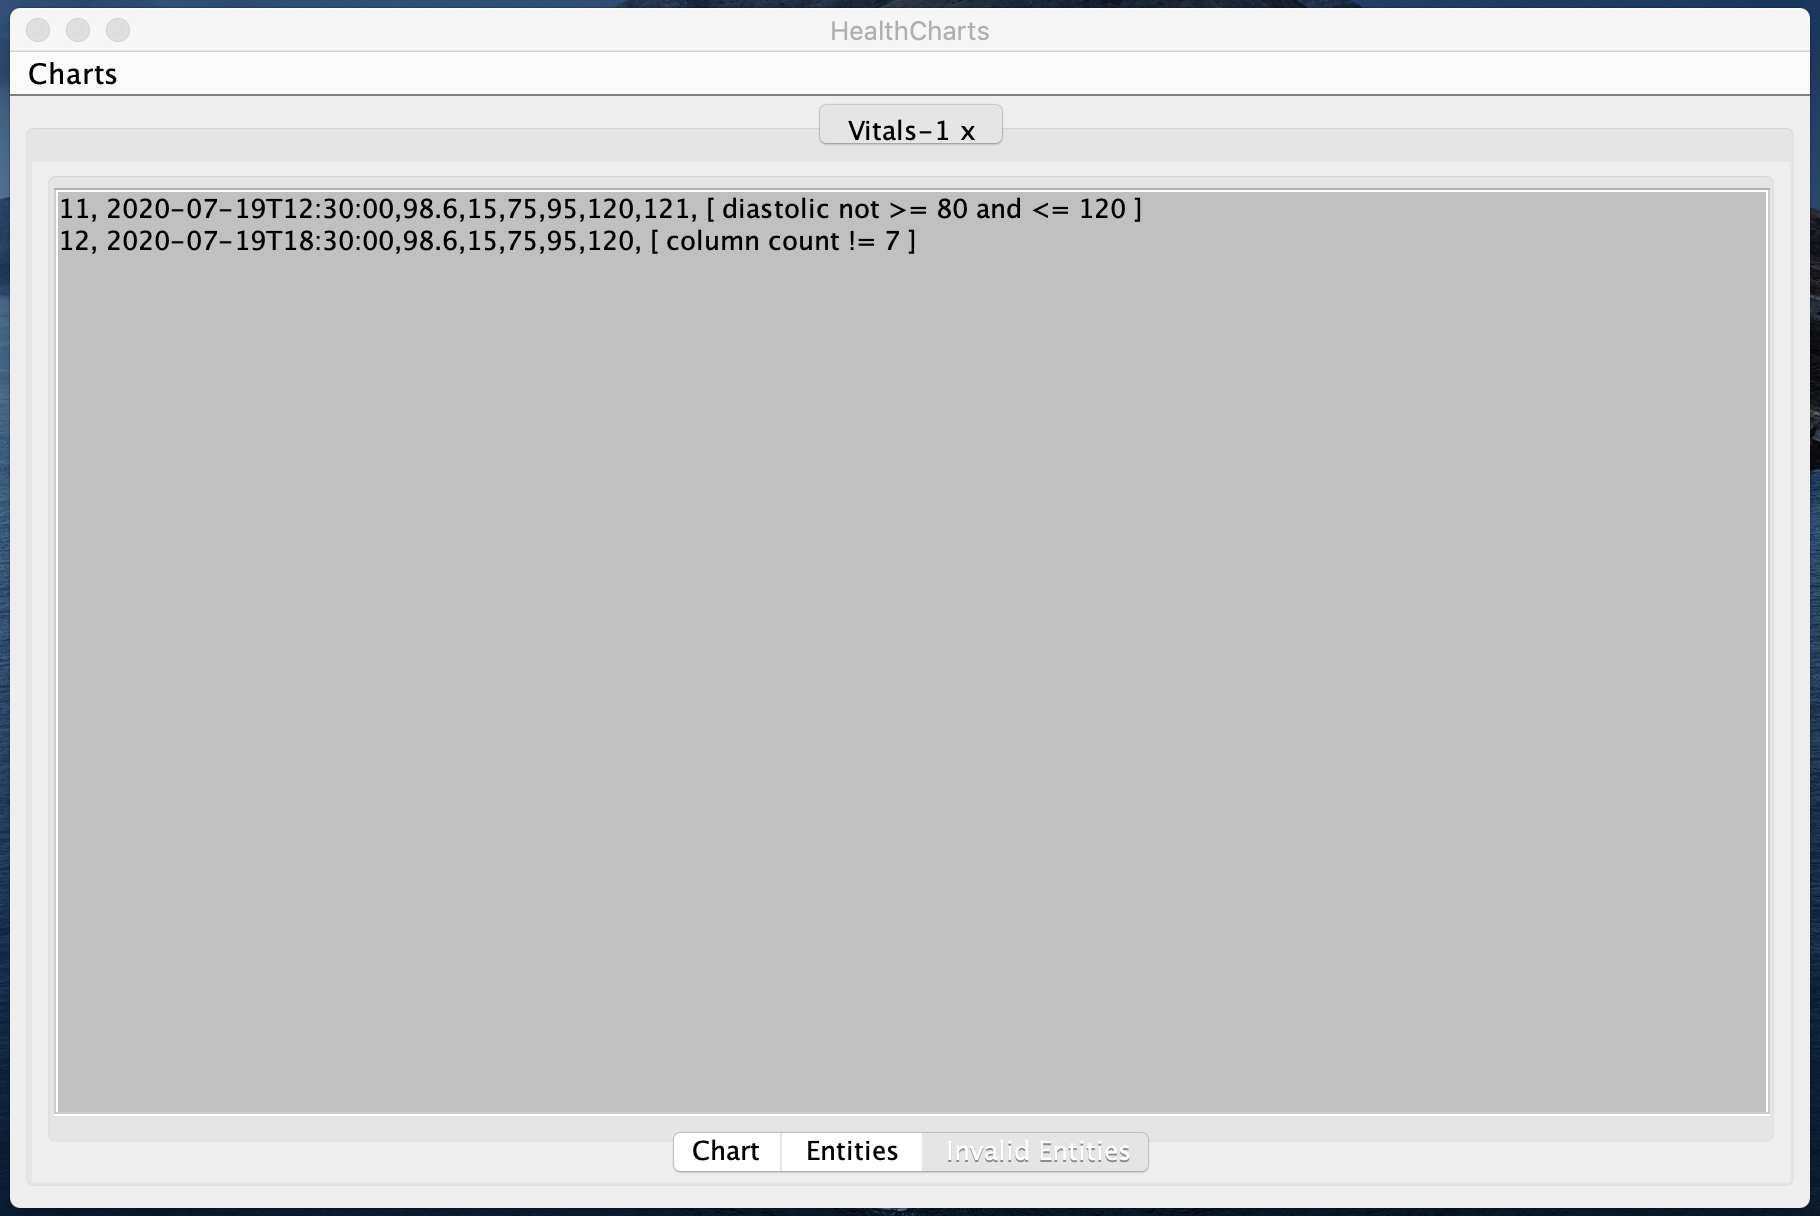 HealthCharts
Charts
Vitals-1 x
11, 2020-07-19T12:30:00,98.6,15,75,95,120,121, [ diastolic not >= 80 and <= 120 ]
12, 2020-07-19T18:30:00,98.6,15,75,95,120, [ column count != 7 ]
Chart Entities Invalid Entities